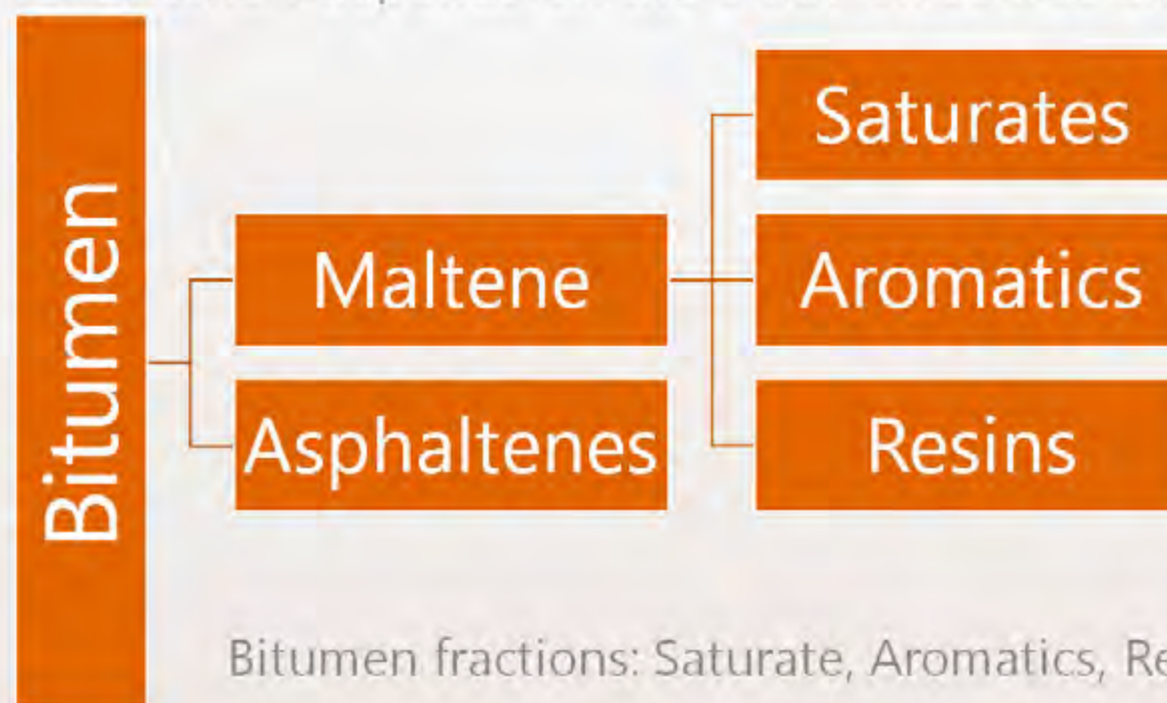 Bitumen
Maltene
Asphaltenes
Saturates
Aromatics
Resins
Bitumen fractions: Saturate, Aromatics,